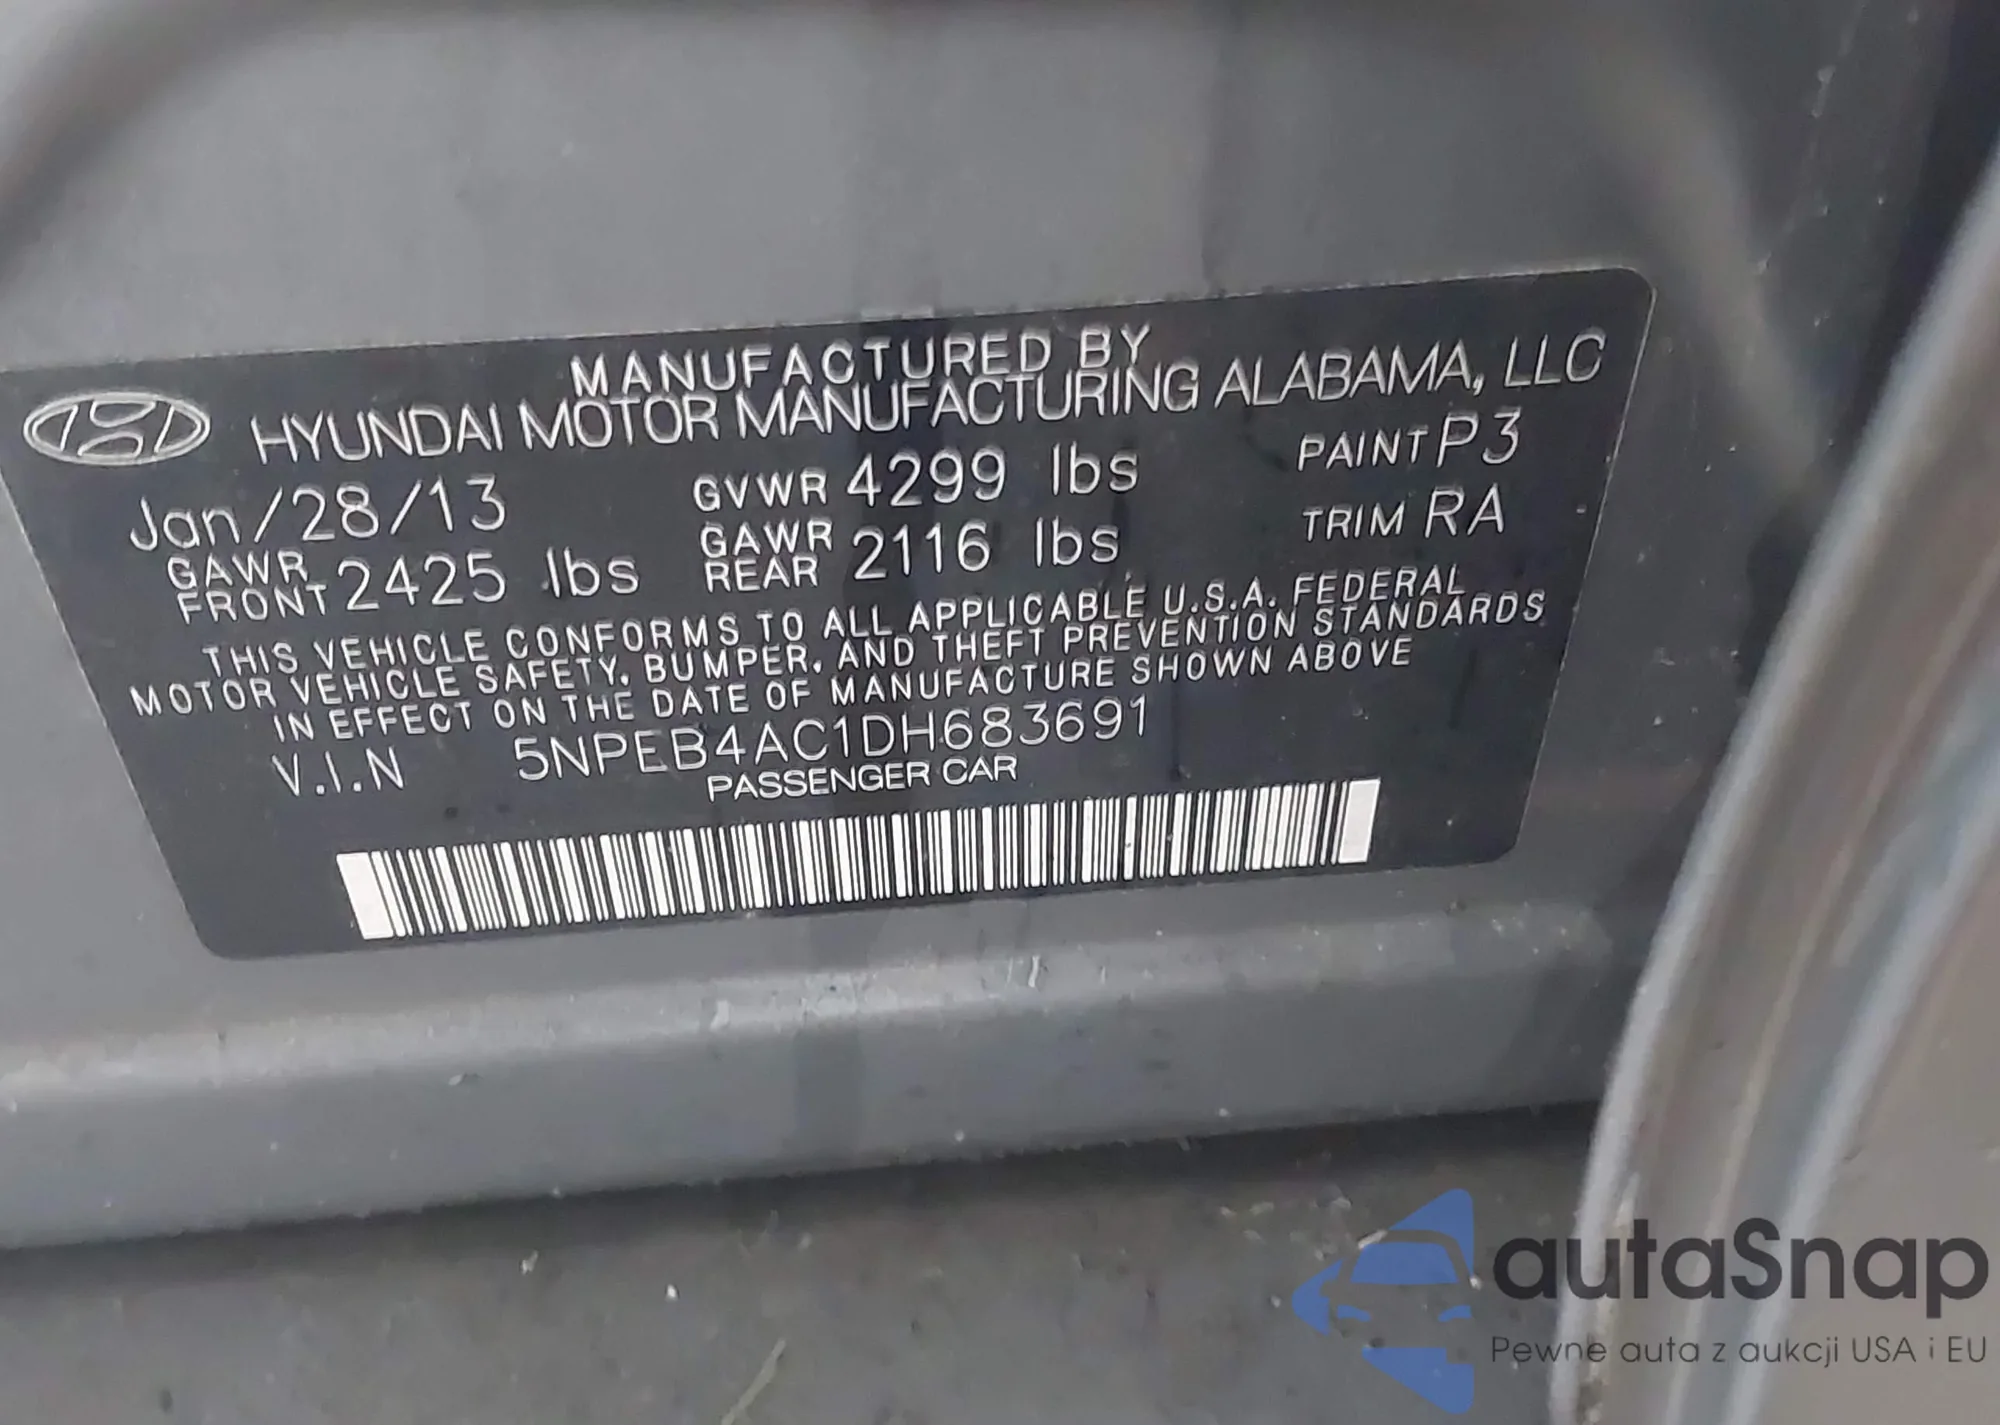 MANUFACTURED BY
HYUNDAI MOTOR MANUFACTURING ALABAMA, LLC
Jan/28/13 GVWR 4299 lbs PAINT P3
GAWR FRONT 2425 lbs GAWR REAR 2116 lbs TRIM RA
THIS VEHICLE CONFORMS TO ALL APPLICABLE U.S.A. FEDERAL
MOTOR VEHICLE SAFETY, BUMPER, AND THEFT PREVENTION STANDARDS
IN EFFECT ON THE DATE OF MANUFACTURE SHOWN ABOVE
V.I.N 5NPEB4AC1DH683691
PASSENGER CAR
autaSnap
Pewne auta z aukcji USA i EU